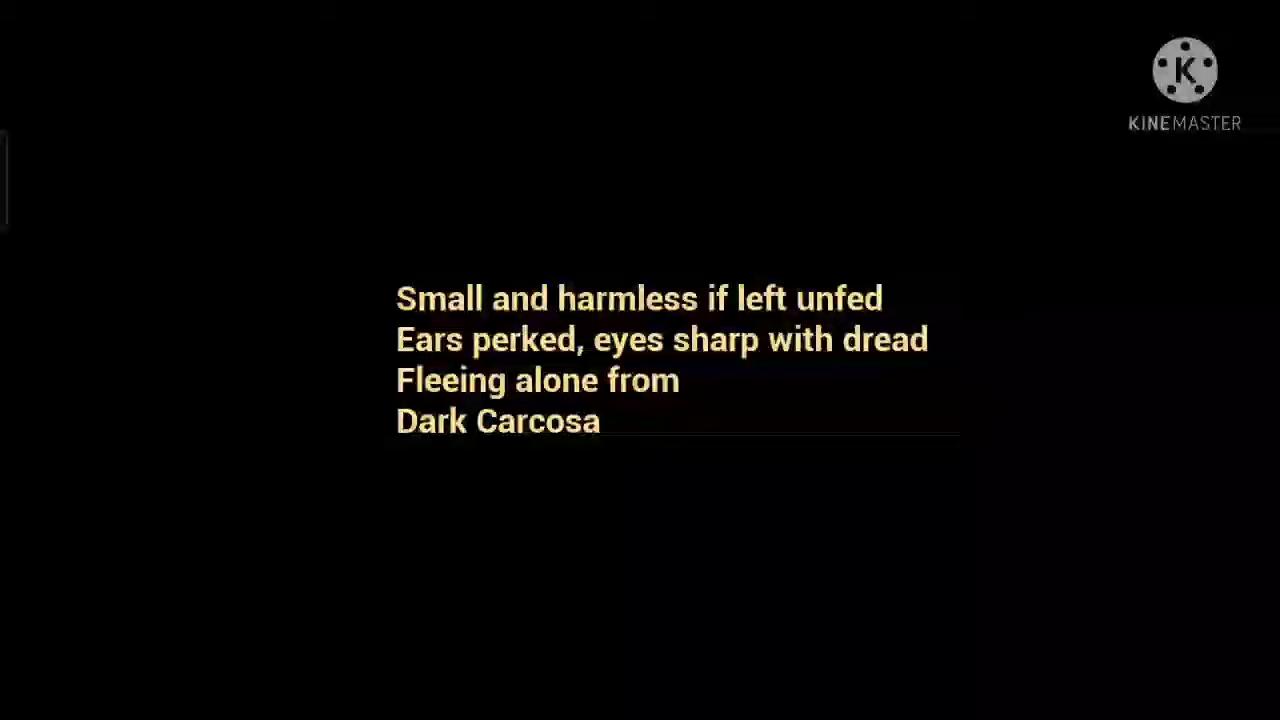 KINEMASTER
Small and harmless if left unfed
Ears perked, eyes sharp with dread
Fleeing alone from
Dark Carcosa